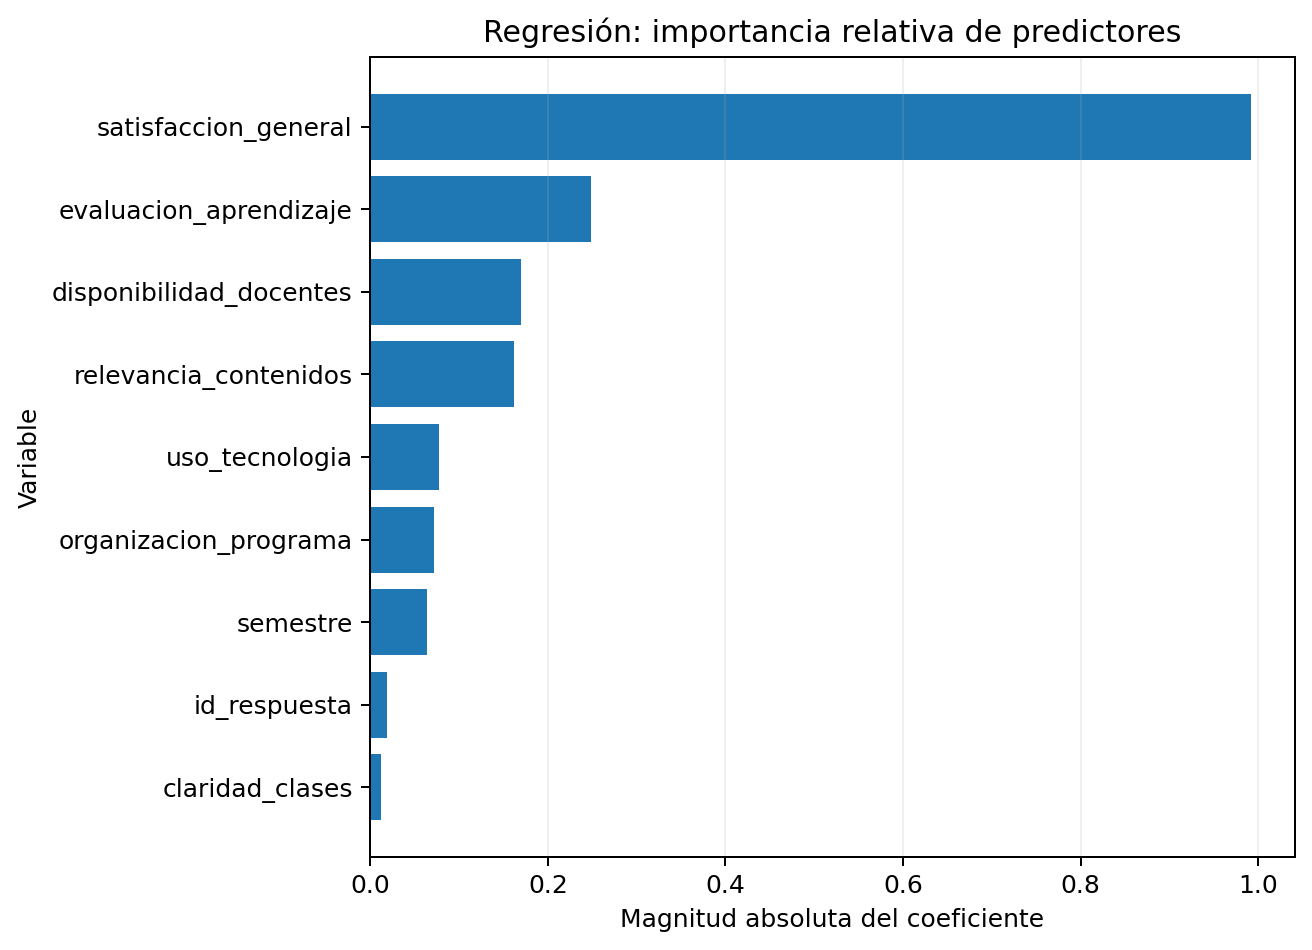 Regresión: importancia relativa de predictores
Variable
satisfaccion_general
evaluacion_aprendizaje
disponibilidad_docentes
relevancia_contenidos
uso_tecnologia
organizacion_programa
semestre
id_respuesta
claridad_clases
0.0 0.2 0.4 0.6 0.8 1.0
Magnitud absoluta del coeficiente